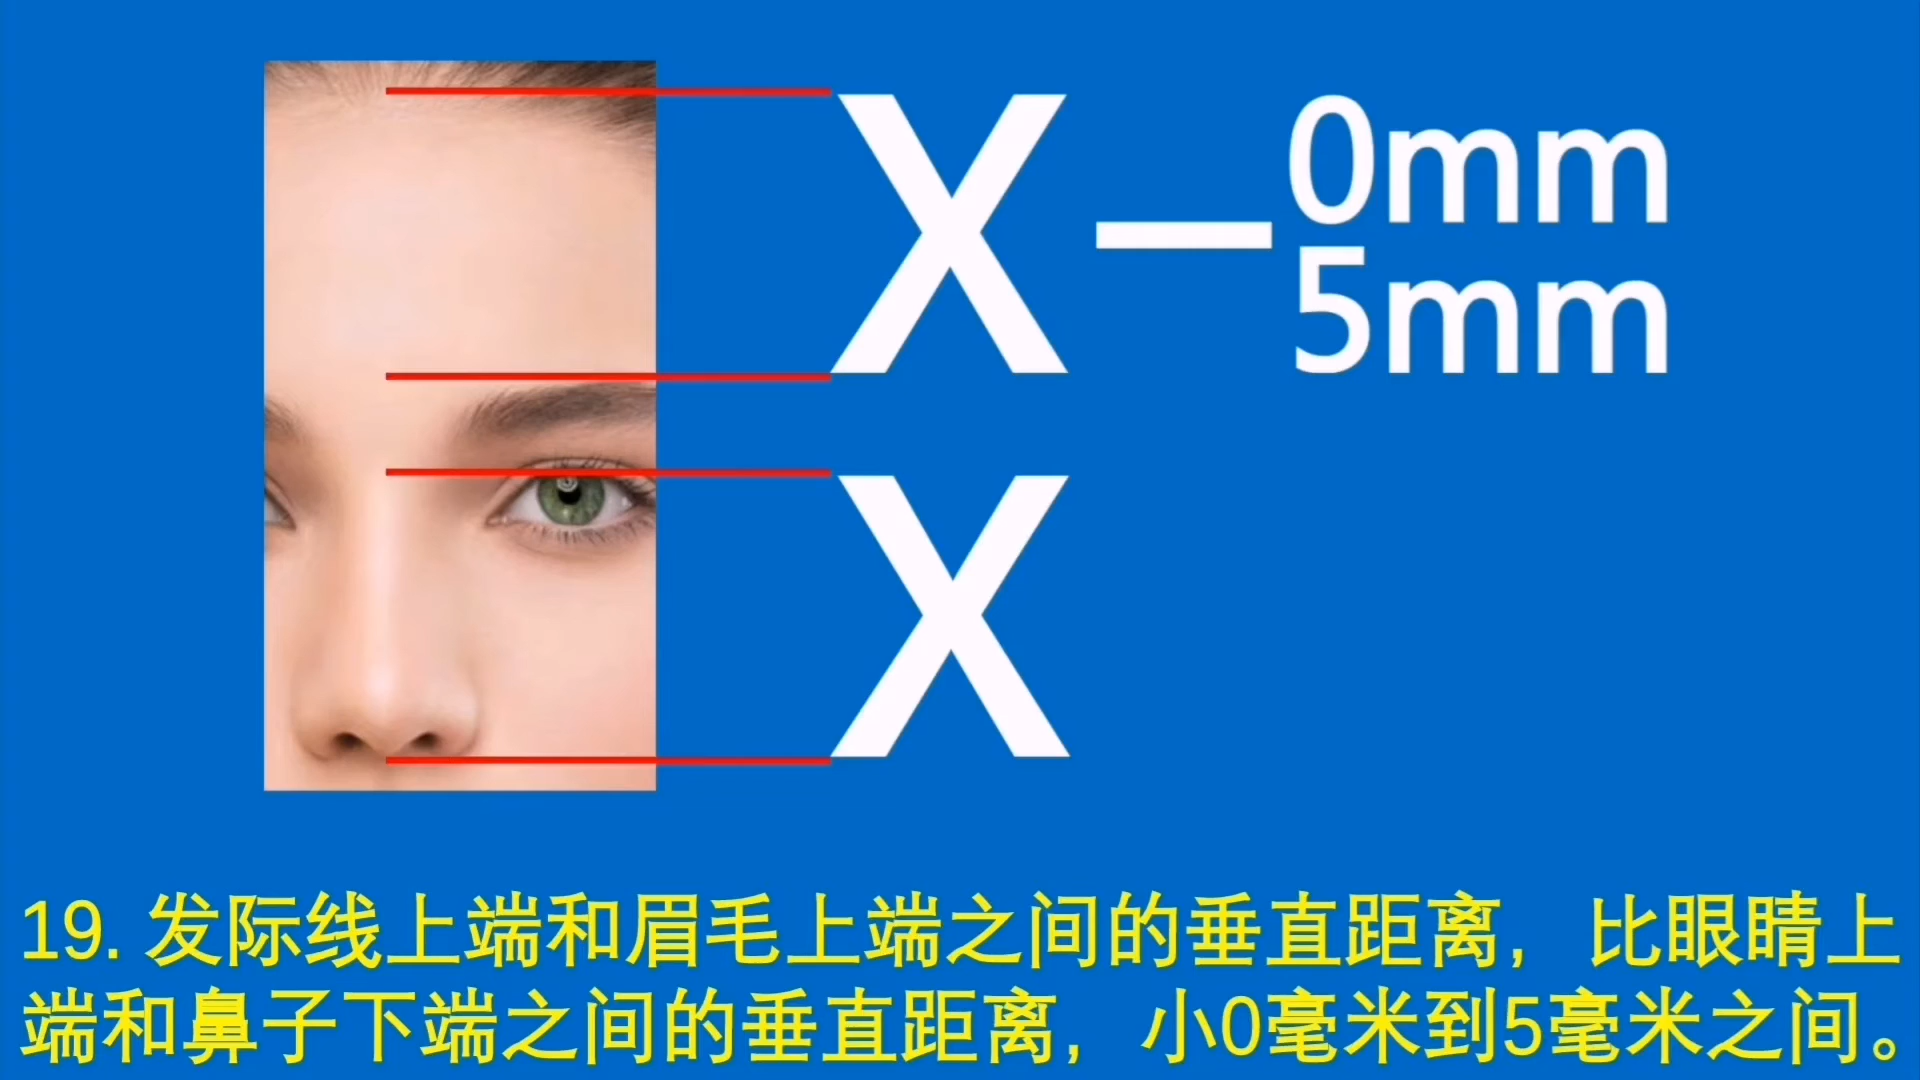 X - 0mm
5mm
X
19. 发际线上端和眉毛上端之间的垂直距离，比眼睛上
端和鼻子下端之间的垂直距离，小0毫米到5毫米之间。